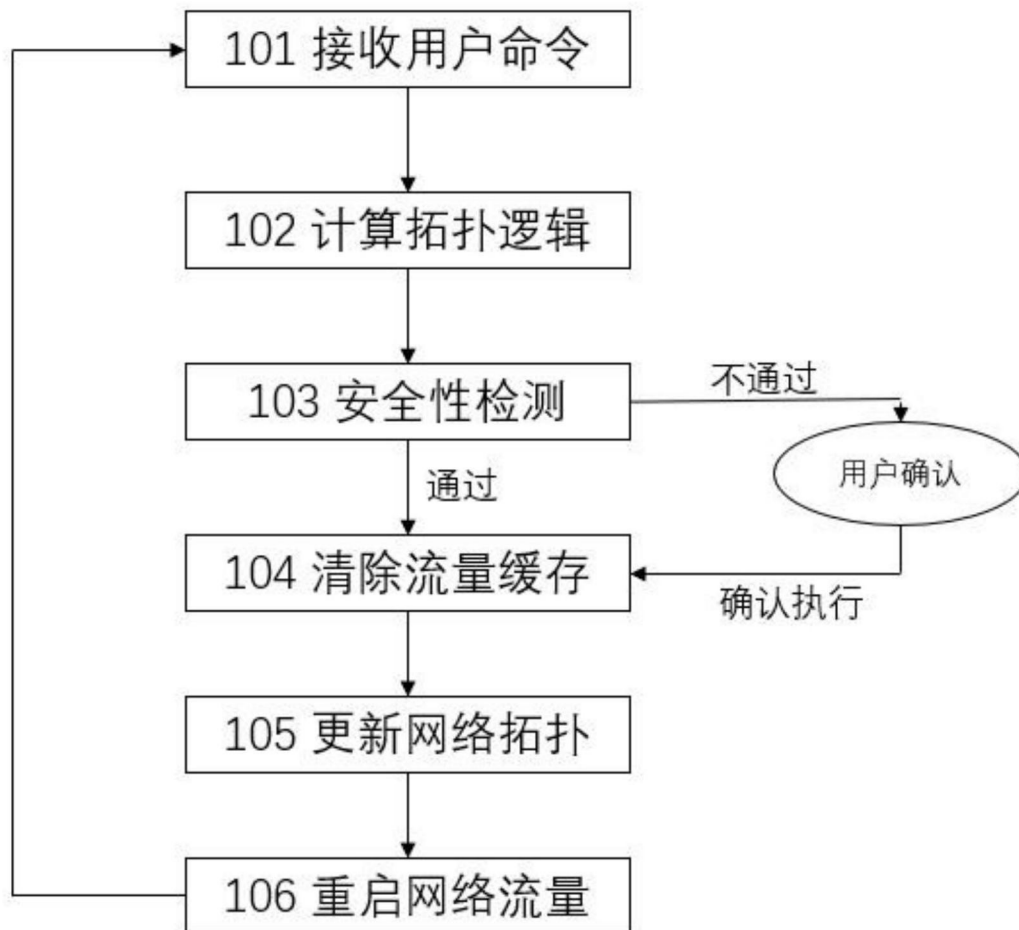 101 接收用户命令
102 计算拓扑逻辑
103 安全性检测
不通过
用户确认
通过
104 清除流量缓存
确认执行
105 更新网络拓扑
106 重启网络流量